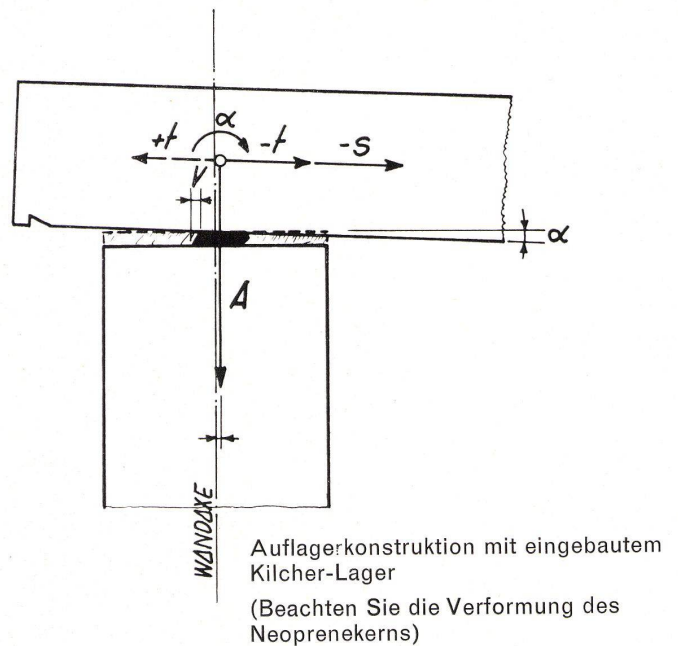 α
+t
-t
-s
V
α
A
WANDAXE
Auflagerkonstruktion mit eingebautem
Kilcher-Lager
(Beachten Sie die Verformung des
Neoprenekerns)